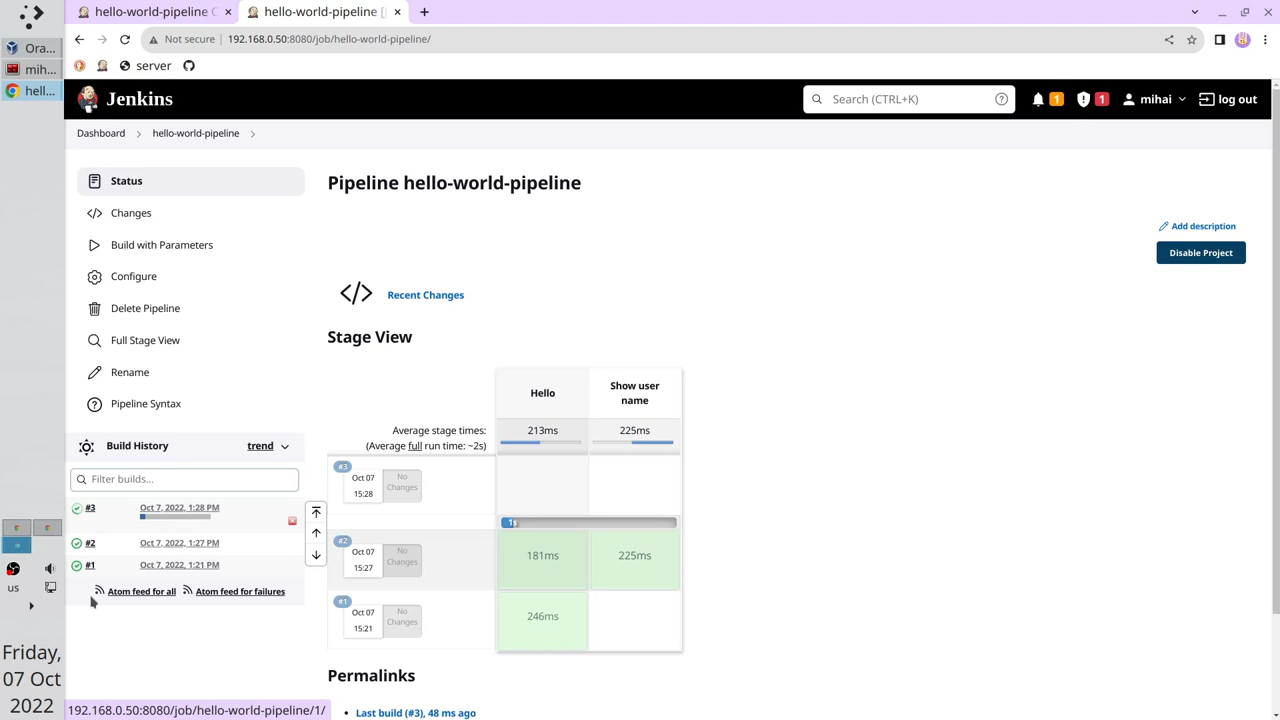 hello-world-pipeline C
hello-world-pipeline [
Ora...
mih...
hell...
Not secure
192.168.0.50:8080/job/hello-world-pipeline/
server
Jenkins
Search (CTRL+K)
1
1
mihai
log out
Dashboard
hello-world-pipeline
Status
Changes
Build with Parameters
Configure
Delete Pipeline
Full Stage View
Rename
Pipeline Syntax
Build History
trend
Filter builds...
#3
Oct 7, 2022, 1:28 PM
#2
Oct 7, 2022, 1:27 PM
#1
Oct 7, 2022, 1:21 PM
Atom feed for all
Atom feed for failures
Pipeline hello-world-pipeline
Add description
Disable Project
Recent Changes
Stage View
Hello
Show user
name
Average stage times:
(Average full run time: ~2s)
213ms
225ms
#3
Oct 07
15:28
No
Changes
1s
#2
Oct 07
15:27
No
Changes
181ms
225ms
#1
Oct 07
15:21
No
Changes
246ms
Permalinks
Last build (#3), 48 ms ago
us
Friday,
07 Oct
2022
192.168.0.50:8080/job/hello-world-pipeline/1/